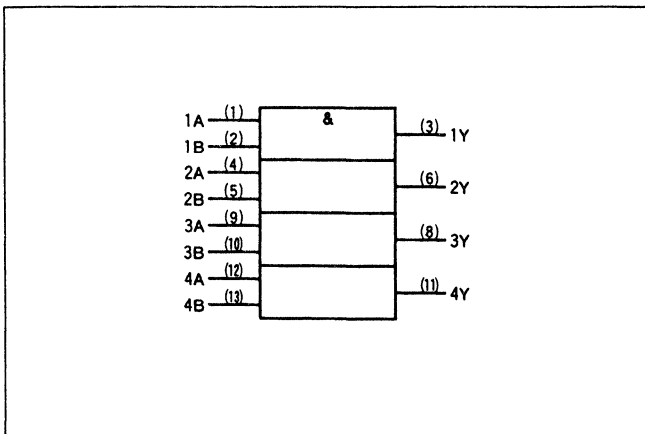 1A (1) & (3) 1Y
1B (2)
2A (4) (6) 2Y
2B (5)
3A (9) (8) 3Y
3B (10)
4A (12) (11) 4Y
4B (13)